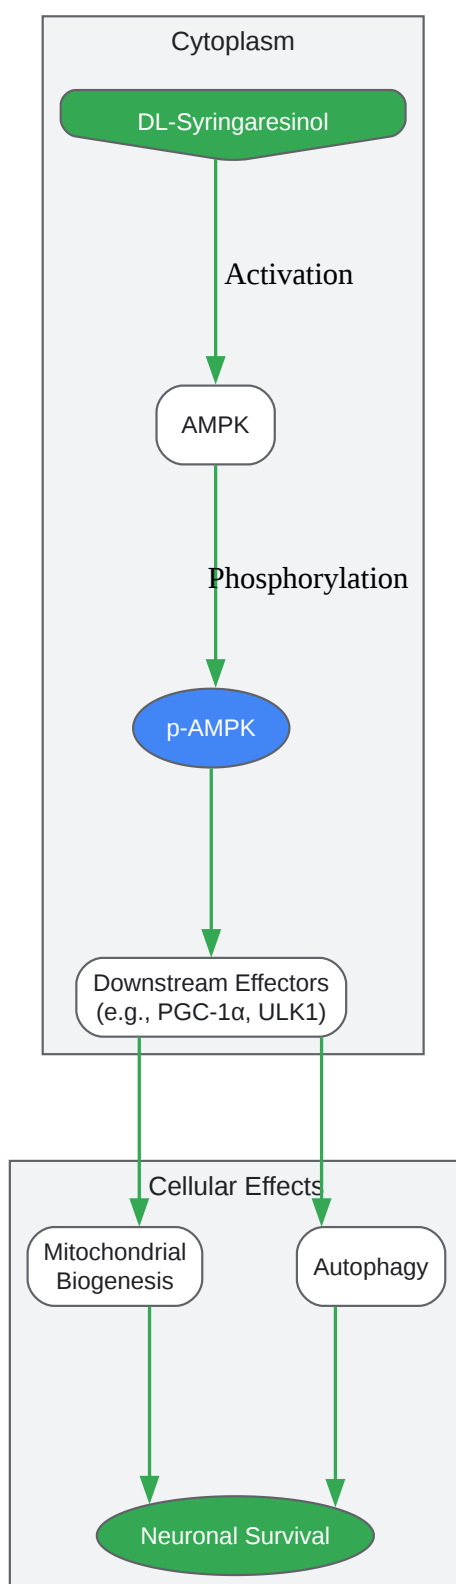 Cytoplasm
DL-Syringaresinol
Activation
AMPK
Phosphorylation
p-AMPK
Downstream Effectors
(e.g., PGC-1α, ULK1)
Cellular Effects
Mitochondrial
Biogenesis
Autophagy
Neuronal Survival